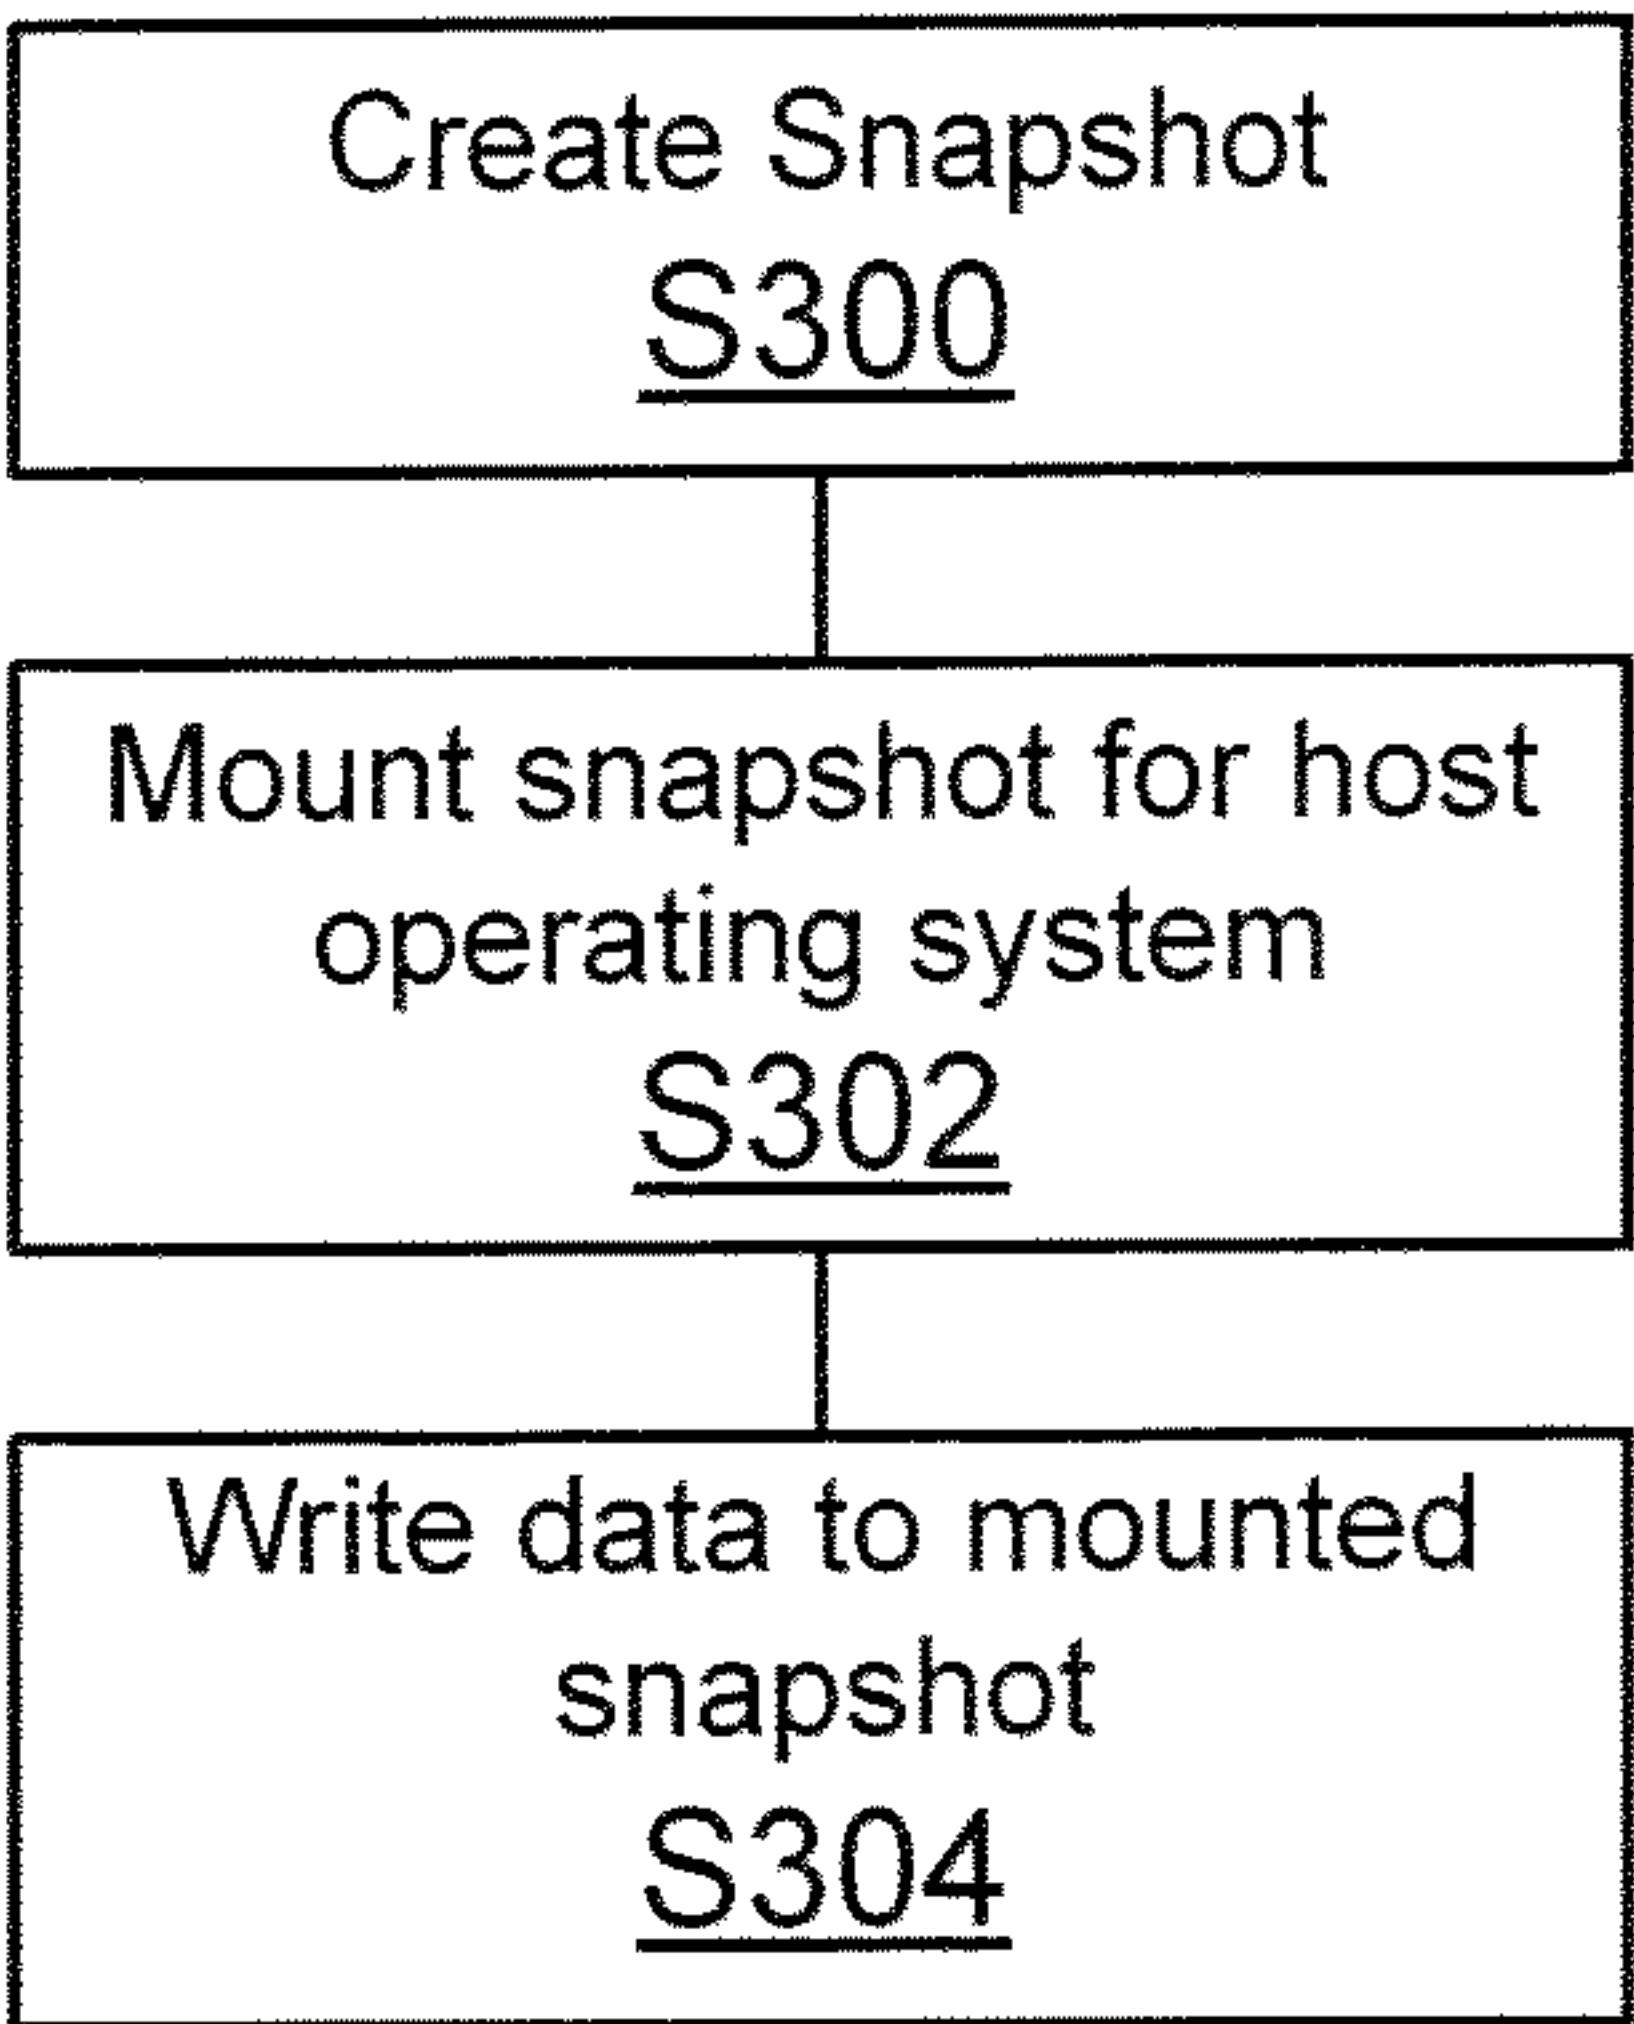 Create Snapshot
S300
Mount snapshot for host
operating system
S302
Write data to mounted
snapshot
S304